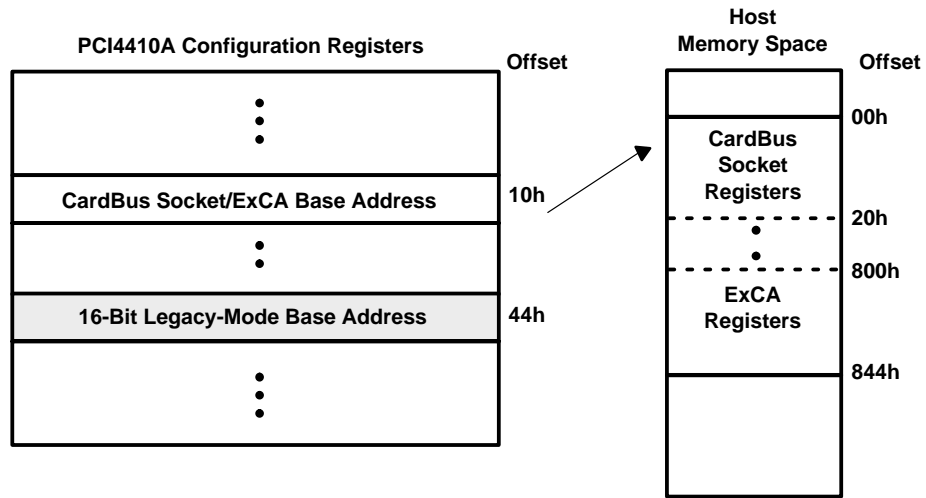 PCI4410A Configuration Registers
Offset
CardBus Socket/ExCA Base Address
10h
16-Bit Legacy-Mode Base Address
44h
Host
Memory Space
Offset
00h
CardBus
Socket
Registers
20h
800h
ExCA
Registers
844h